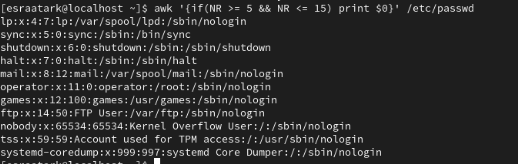 [esraatark@localhost ~]$ awk '{if(NR >= 5 && NR <= 15) print $0}' /etc/passwd
lp:x:4:7:lp:/var/spool/lpd:/sbin/nologin
sync:x:5:0:sync:/sbin:/bin/sync
shutdown:x:6:0:shutdown:/sbin:/sbin/shutdown
halt:x:7:0:halt:/sbin:/sbin/halt
mail:x:8:12:mail:/var/spool/mail:/sbin/nologin
operator:x:11:0:operator:/root:/sbin/nologin
games:x:12:100:games:/usr/games:/sbin/nologin
ftp:x:14:50:FTP User:/var/ftp:/sbin/nologin
nobody:x:65534:65534:Kernel Overflow User:/:/sbin/nologin
tss:x:59:59:Account used for TPM access:/:/usr/sbin/nologin
systemd-coredump:x:999:997:systemd Core Dumper:/:/sbin/nologin